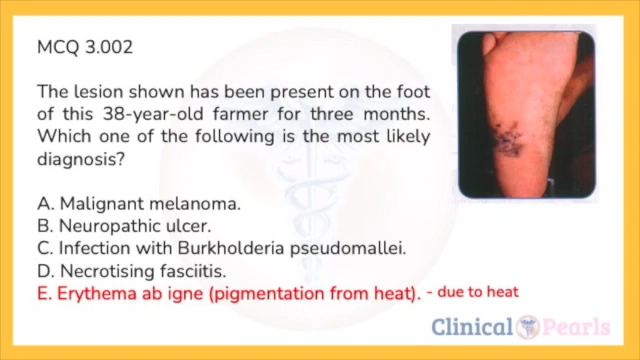 MCQ 3.002
The lesion shown has been present on the foot
of this 38-year-old farmer for three months.
Which one of the following is the most likely
diagnosis?
A. Malignant melanoma.
B. Neuropathic ulcer.
C. Infection with Burkholderia pseudomallei.
D. Necrotising fasciitis.
E. Erythema ab igne (pigmentation from heat). - due to heat
Clinical Pearls